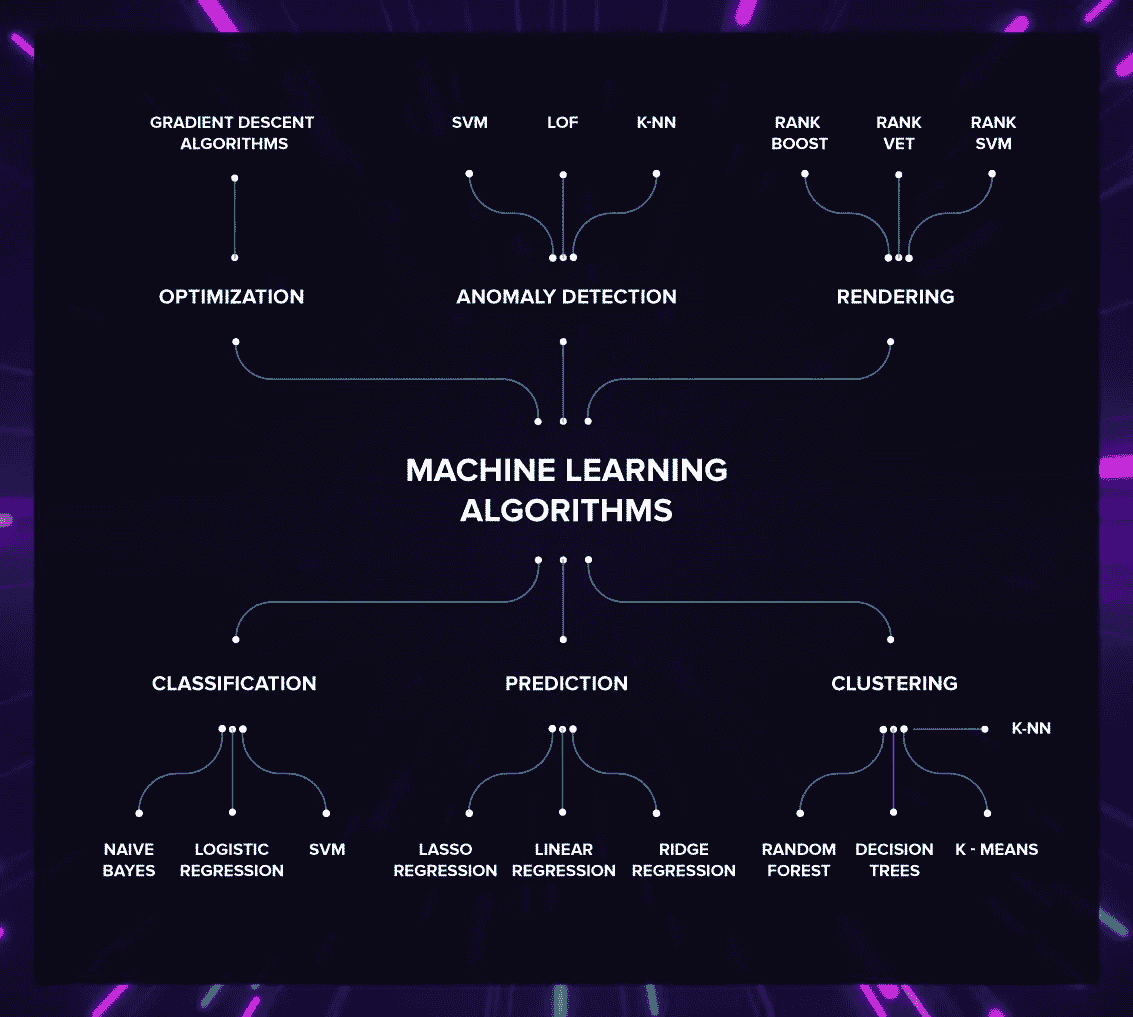 GRADIENT DESCENT
ALGORITHMS
SVM
LOF
K-NN
RANK
BOOST
RANK
VET
RANK
SVM
OPTIMIZATION
ANOMALY DETECTION
RENDERING
MACHINE LEARNING
ALGORITHMS
CLASSIFICATION
PREDICTION
CLUSTERING
K-NN
NAIVE
BAYES
LOGISTIC
REGRESSION
SVM
LASSO
REGRESSION
LINEAR
REGRESSION
RIDGE
REGRESSION
RANDOM
FOREST
DECISION
TREES
K - MEANS